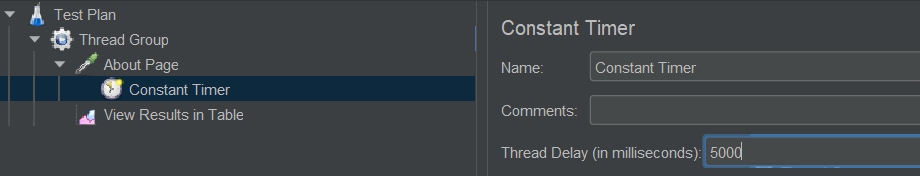 Test Plan
Thread Group
About Page
Constant Timer
View Results in Table
Constant Timer
Name: Constant Timer
Comments:
Thread Delay (in milliseconds): 5000